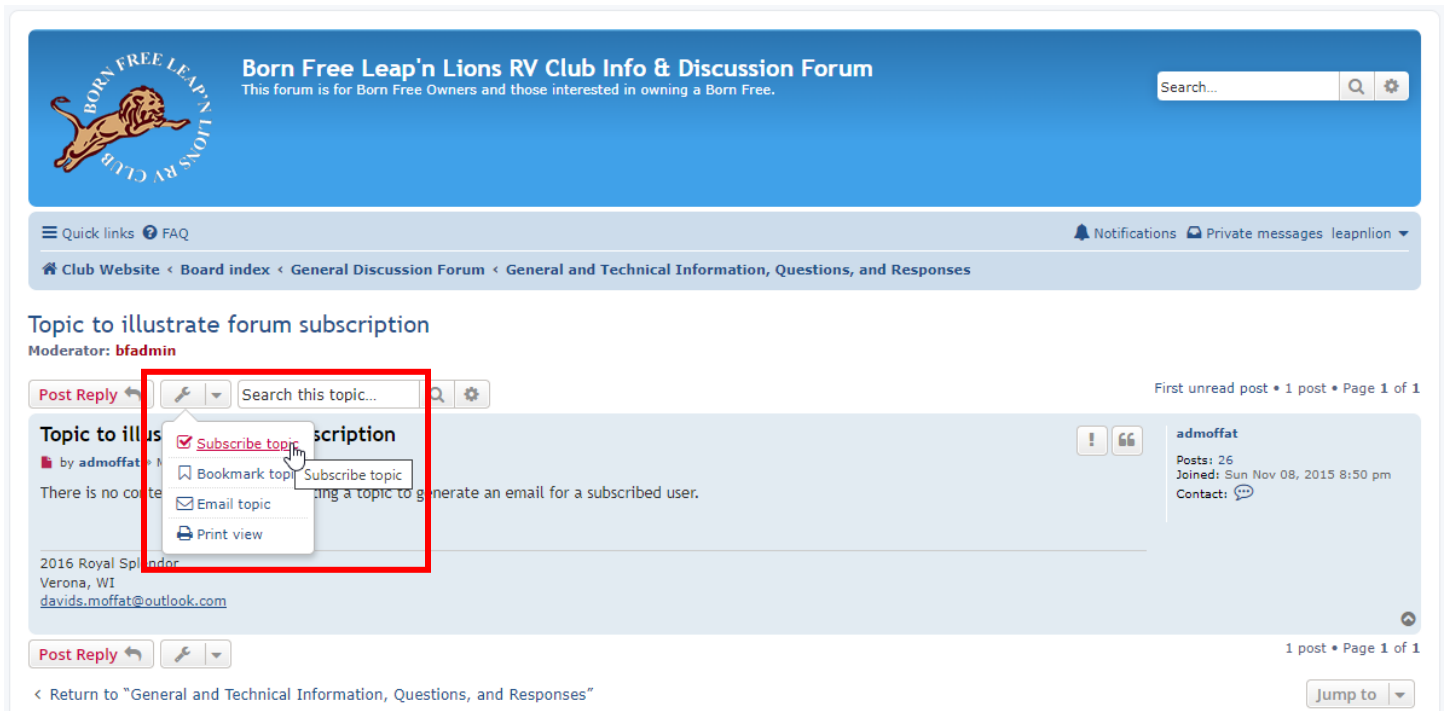 BORN FREE LEAP'N LIONS RV CLUB
Born Free Leap'n Lions RV Club Info & Discussion Forum
This forum is for Born Free Owners and those interested in owning a Born Free.
Search…
Quick links FAQ
Notifications Private messages leapnlion
Club Website ‹ Board index ‹ General Discussion Forum ‹ General and Technical Information, Questions, and Responses
Topic to illustrate forum subscription
Moderator: bfadmin
Post Reply Search this topic… First unread post • 1 post • Page 1 of 1
Topic to illus scription
Subscribe topic
by admoffat »
Bookmark topi
Subscribe topic
There is no conte a topic to generate an email for a subscribed user.
Email topic
Print view
admoffat
Posts: 26
Joined: Sun Nov 08, 2015 8:50 pm
Contact:
2016 Royal Splendor
Verona, WI
davids.moffat@outlook.com
Post Reply 1 post • Page 1 of 1
‹ Return to “General and Technical Information, Questions, and Responses”
Jump to